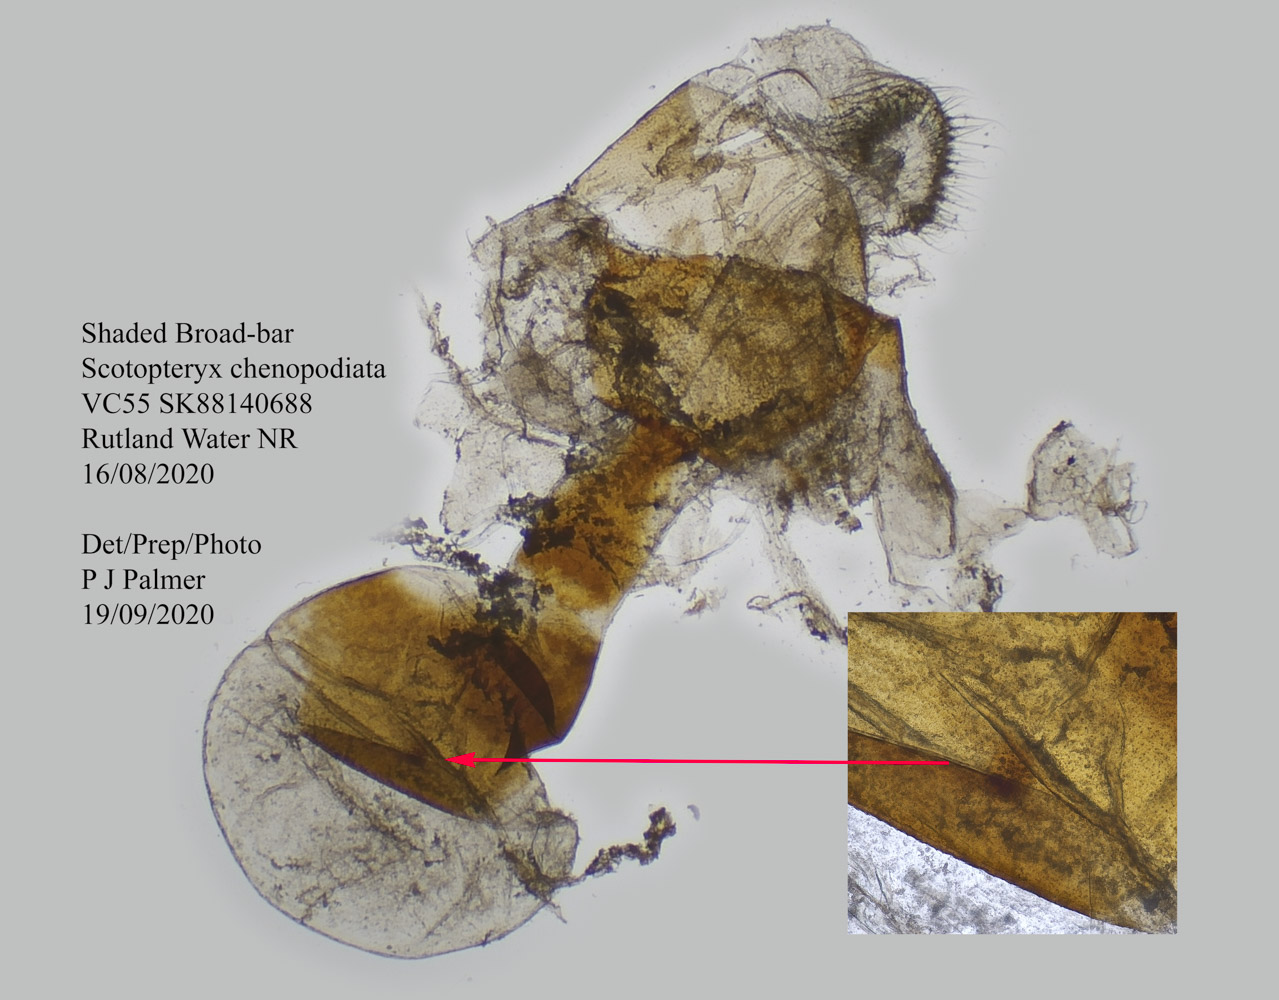 Shaded Broad-bar
Scotopteryx chenopodiata
VC55 SK88140688
Rutland Water NR
16/08/2020
Det/Prep/Photo
P J Palmer
19/09/2020